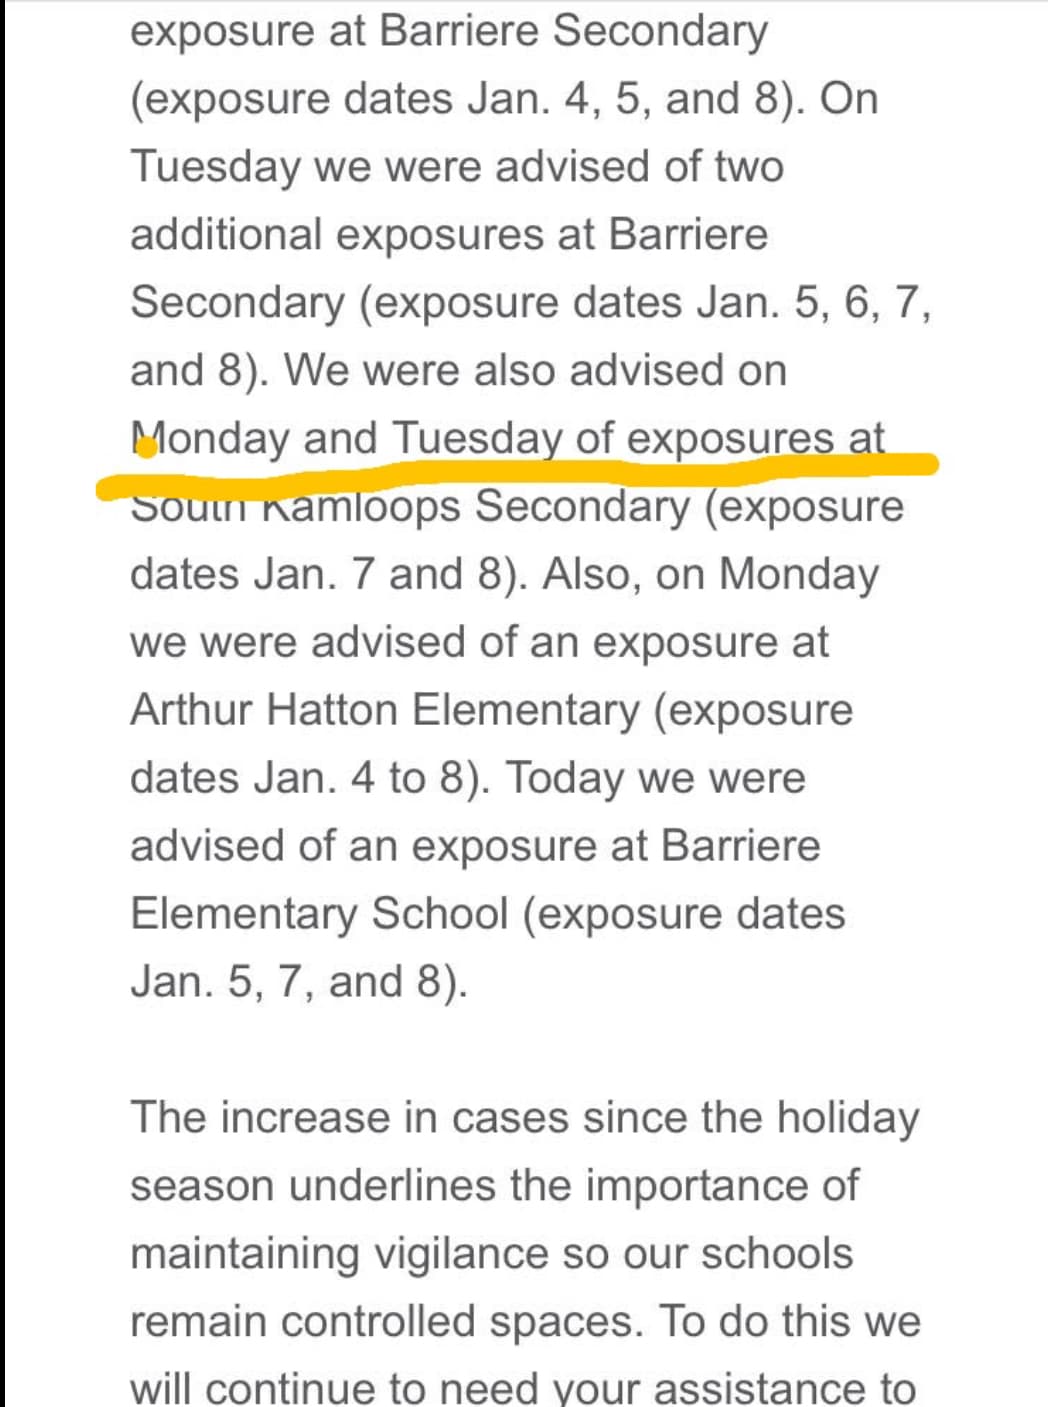 exposure at Barriere Secondary
(exposure dates Jan. 4, 5, and 8). On
Tuesday we were advised of two
additional exposures at Barriere
Secondary (exposure dates Jan. 5, 6, 7,
and 8). We were also advised on
Monday and Tuesday of exposures at
South Kamloops Secondary (exposure
dates Jan. 7 and 8). Also, on Monday
we were advised of an exposure at
Arthur Hatton Elementary (exposure
dates Jan. 4 to 8). Today we were
advised of an exposure at Barriere
Elementary School (exposure dates
Jan. 5, 7, and 8).
The increase in cases since the holiday
season underlines the importance of
maintaining vigilance so our schools
remain controlled spaces. To do this we
will continue to need your assistance to